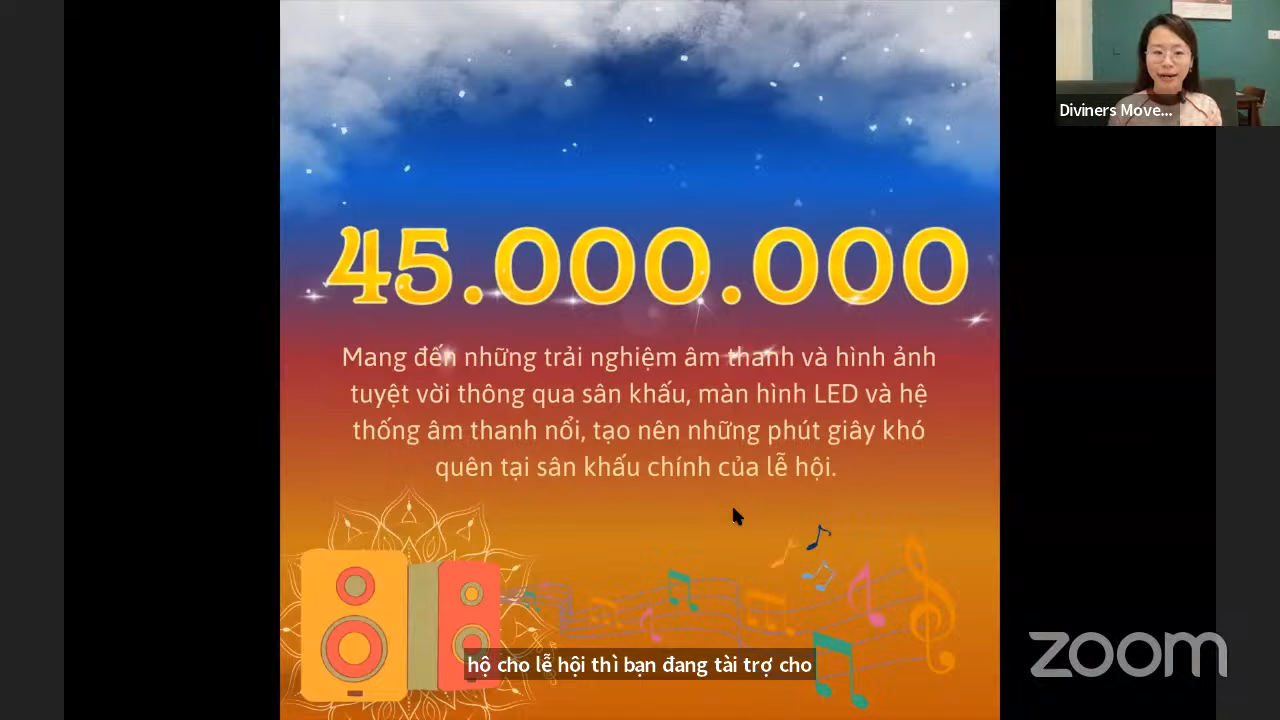 Diviners Move...
45.000.000
Mang đến những trải nghiệm âm thanh và hình ảnh
tuyệt vời thông qua sân khấu, màn hình LED và hệ
thống âm thanh nổi, tạo nên những phút giây khó
quên tại sân khấu chính của lễ hội.
zoom
hộ cho lễ hội thì bạn đang tài trợ cho